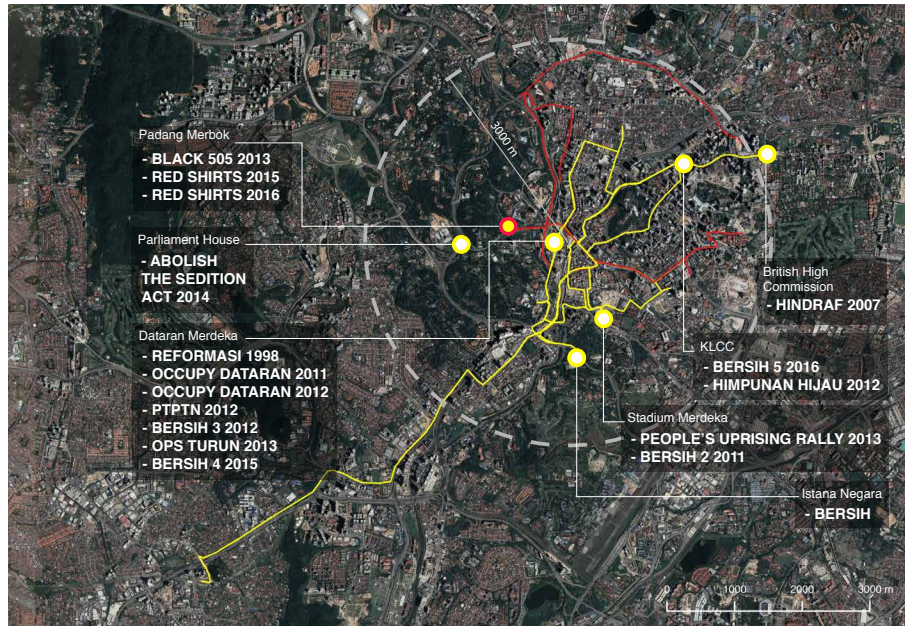 3000 m
Padang Merbok
- BLACK 505 2013
- RED SHIRTS 2015
- RED SHIRTS 2016
Parliament House
- ABOLISH
THE SEDITION
ACT 2014
Dataran Merdeka
- REFORMASI 1998
- OCCUPY DATARAN 2011
- OCCUPY DATARAN 2012
- PTPTN 2012
- BERSIH 3 2012
- OPS TURUN 2013
- BERSIH 4 2015
British High
Commission
- HINDRAF 2007
KLCC
- BERSIH 5 2016
- HIMPUNAN HIJAU 2012
Stadium Merdeka
- PEOPLE'S UPRISING RALLY 2013
- BERSIH 2 2011
Istana Negara
- BERSIH
0 1000 2000 3000 m